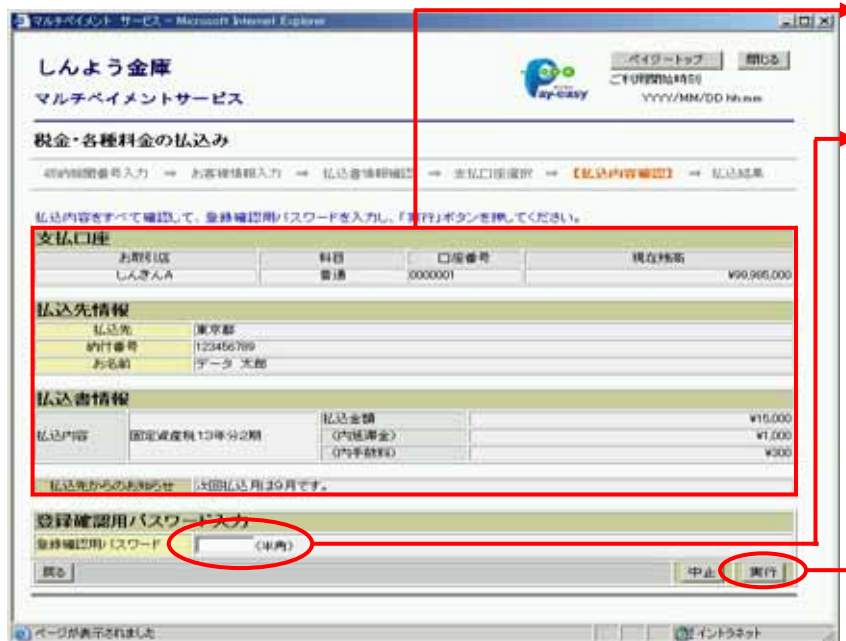 マルチペイメント サービス - Microsoft Internet Explorer
しんよう金庫
マルチペイメントサービス
Pay-easy
ペイジートップ
閉じる
ご利用開始時刻
YYYY/MM/DD hh:mm
税金・各種料金の払込み
収納機関番号入力 → お客様情報入力 → 払込書情報確認 → 支払口座選択 → 【払込内容確認】 → 払込結果
払込内容をすべて確認して、登録確認用パスワードを入力し、「実行」ボタンを押してください。
支払口座
お取引店 科目 口座番号 現在残高
しんきんA 普通 0000001 ¥99,985,000
払込先情報
払込先 東京都
納付番号 123456789
お名前 データ 太郎
払込書情報
払込内容 固定資産税13年分2期
払込金額 ¥15,000
(内延滞金) ¥1,000
(内手数料) ¥300
払込先からのお知らせ 次回払込月は9月です。
登録確認用パスワード入力
登録確認用パスワード (半角)
戻る 中止 実行
ページが表示されました イントラネット